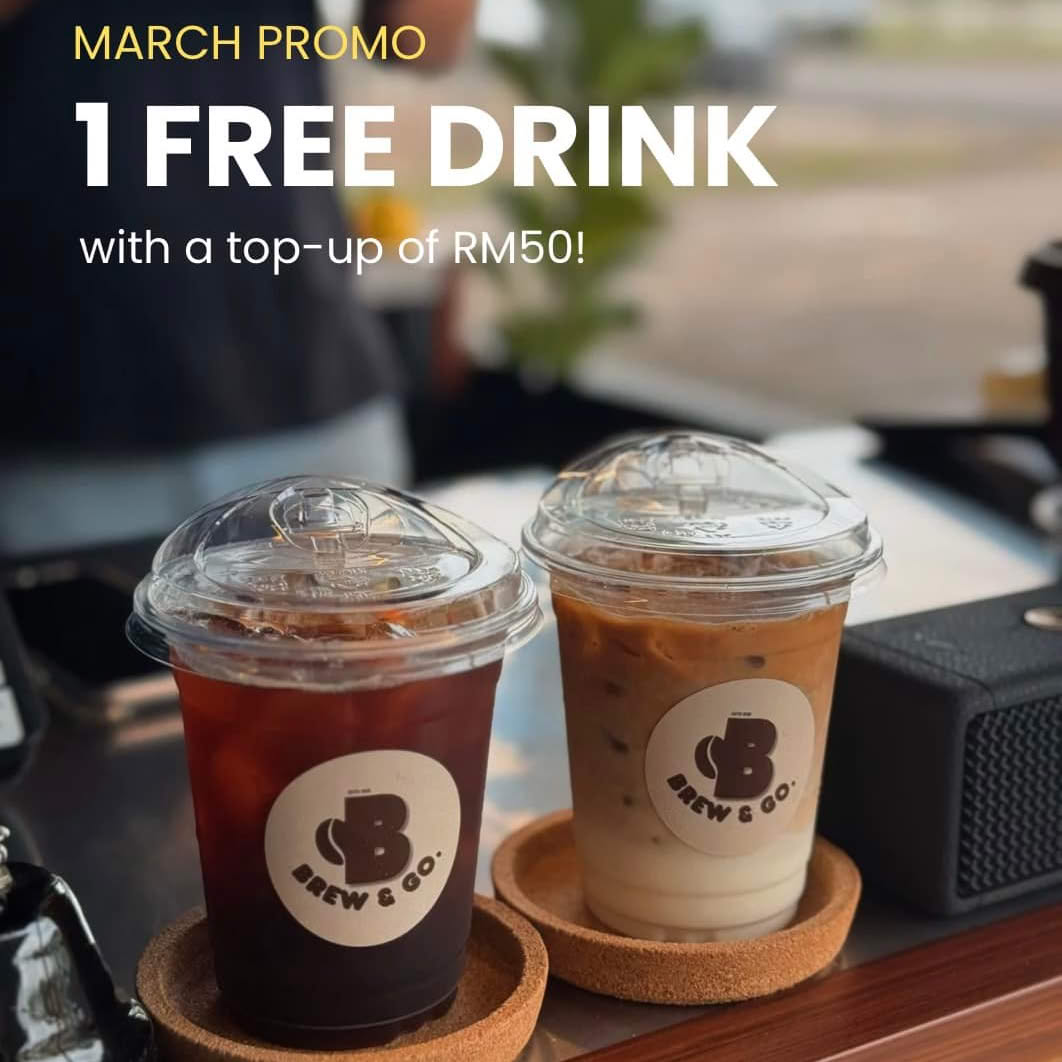 MARCH PROMO
1 FREE DRINK
with a top-up of RM50!
B
BREW & GO.
B
BREW & GO.